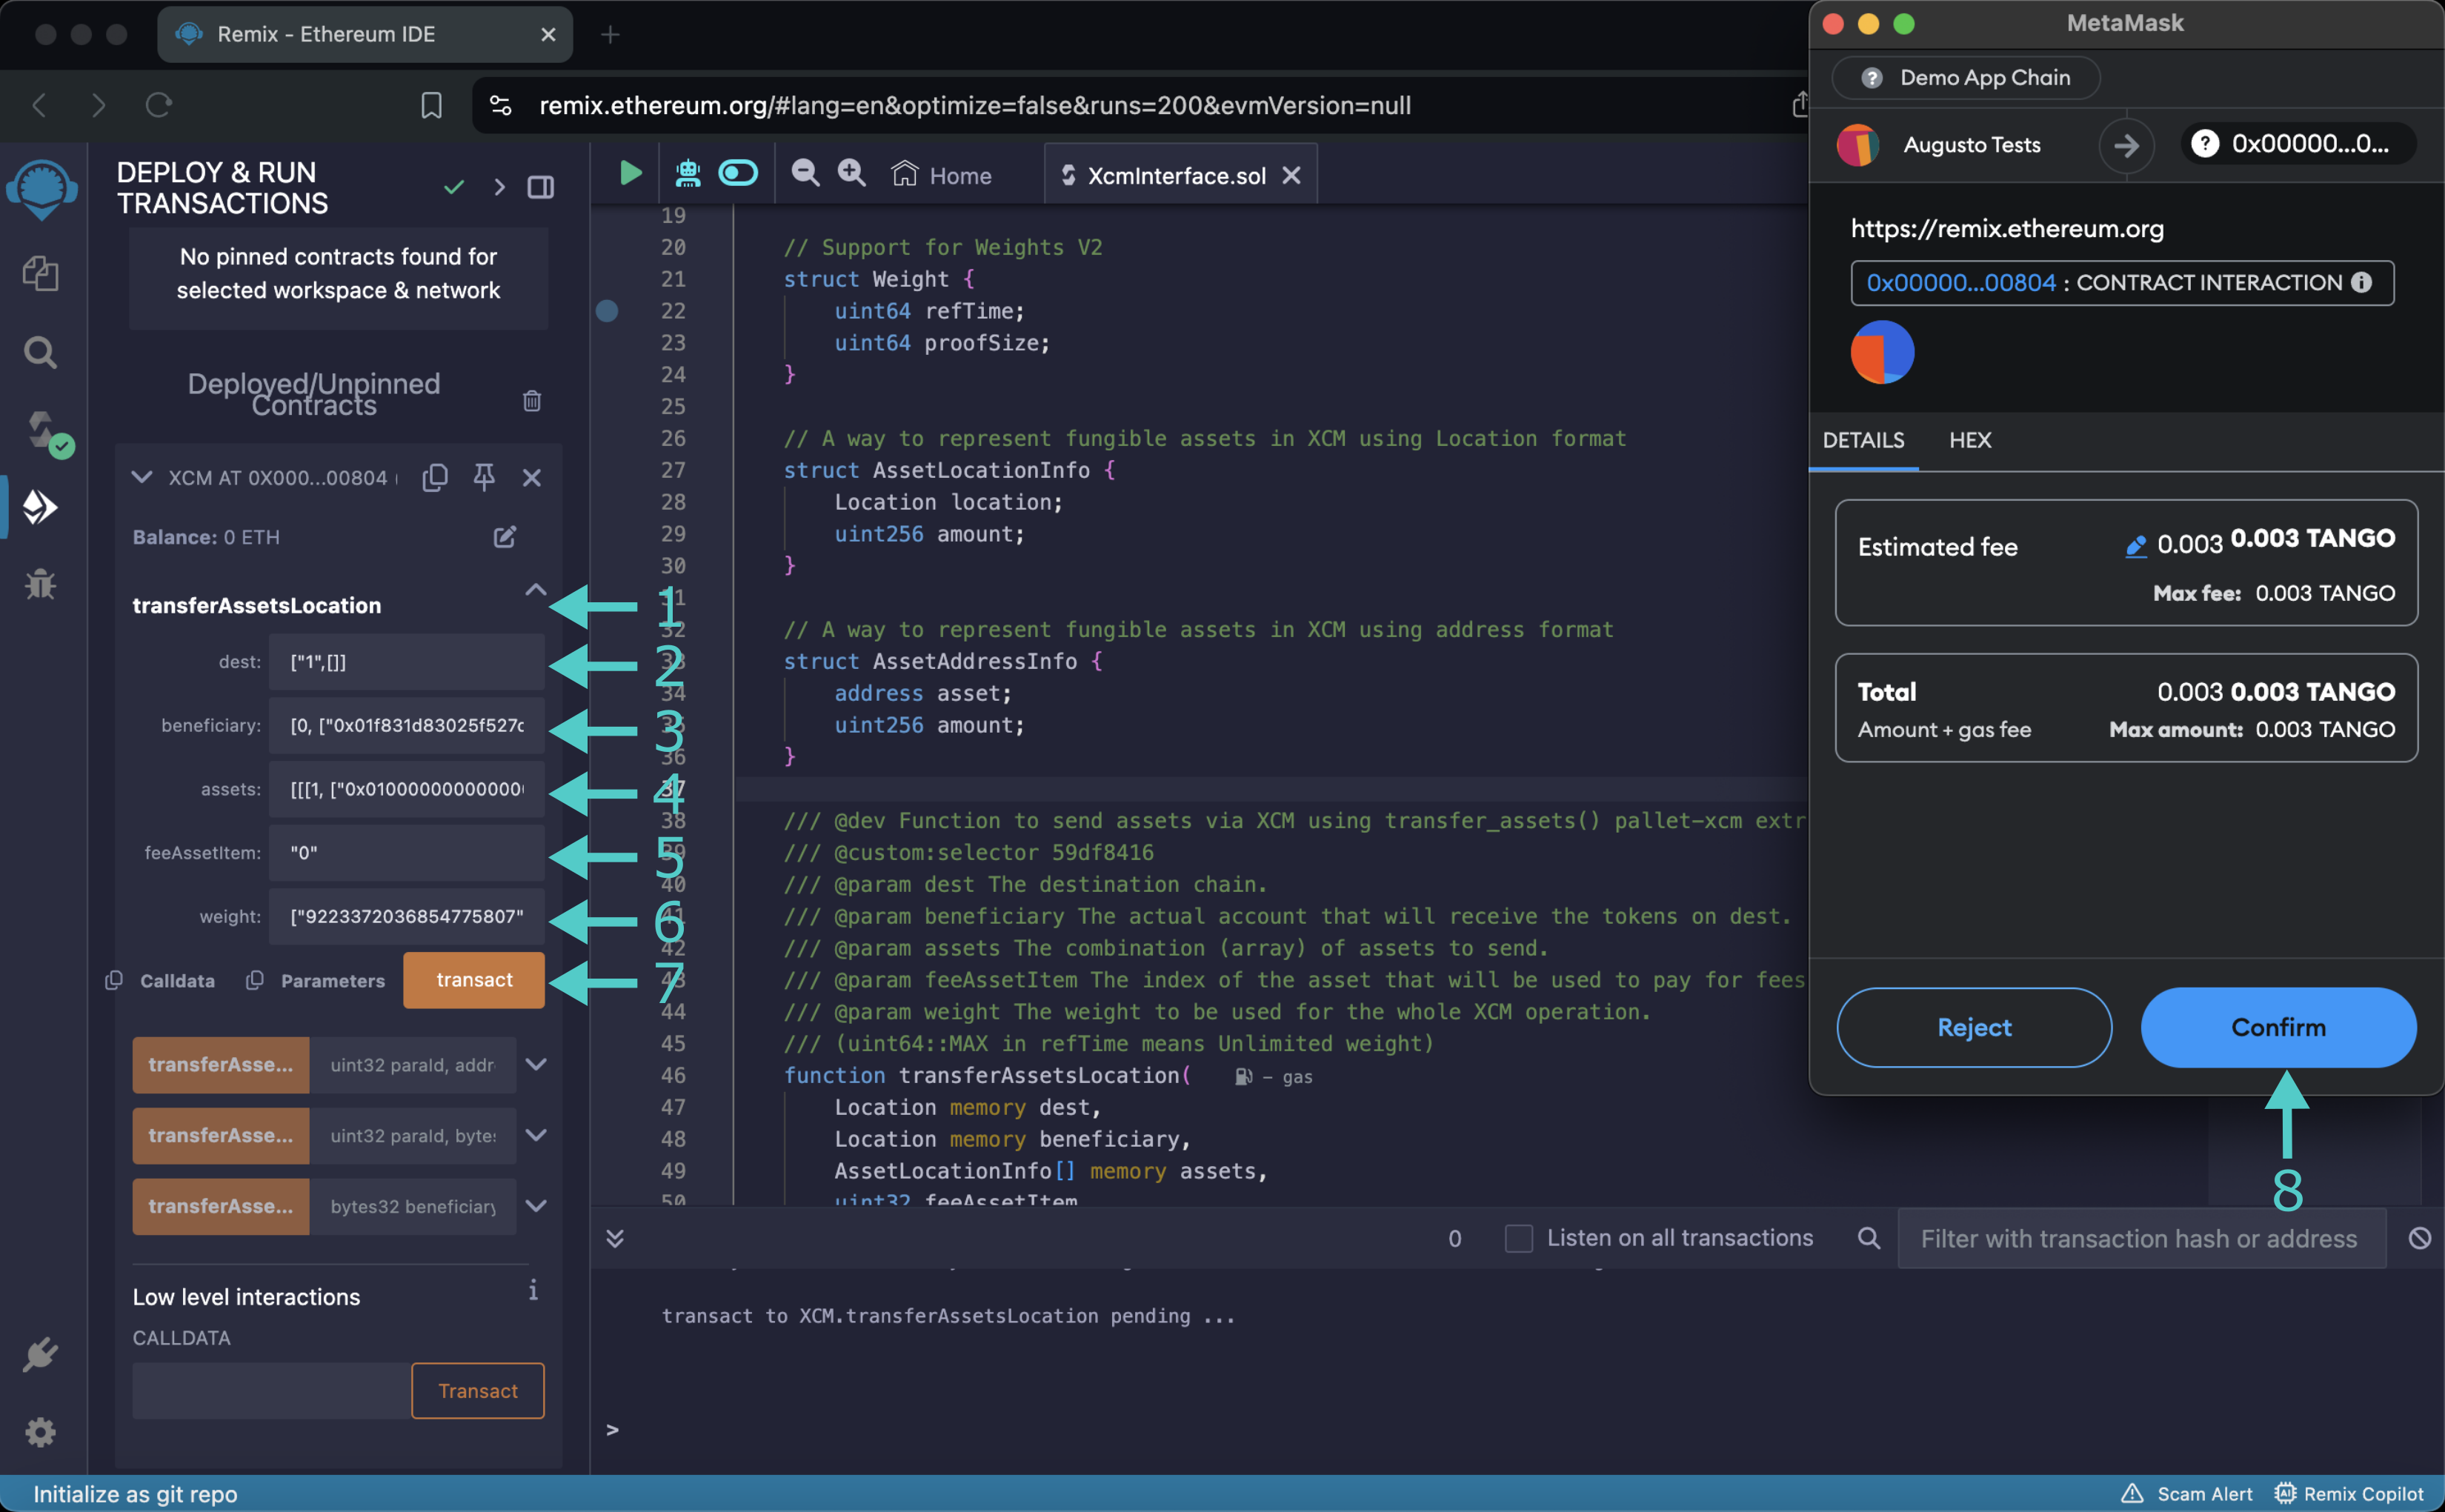 Remix - Ethereum IDE
remix.ethereum.org/#lang=en&optimize=false&runs=200&evmVersion=null
DEPLOY & RUN
TRANSACTIONS
No pinned contracts found for
selected workspace & network
Deployed/Unpinned
Contracts
XCM AT 0X000...00804
Balance: 0 ETH
transferAssetsLocation
1
dest: ["1",[]]
2
beneficiary: [0, ["0x01f831d83025f527c
3
assets: [[[1, ["0x01000000000000
4
feeAssetItem: "0"
5
weight: ["9223372036854775807"
6
Calldata Parameters transact
7
transferAsse... uint32 paraId, addr
transferAsse... uint32 paraId, byte
transferAsse... bytes32 beneficiary
Low level interactions
CALLDATA
Transact
Home XcmInterface.sol
19
20 // Support for Weights V2
21 struct Weight {
22 uint64 refTime;
23 uint64 proofSize;
24 }
25
26 // A way to represent fungible assets in XCM using Location format
27 struct AssetLocationInfo {
28 Location location;
29 uint256 amount;
30 }
31
32 // A way to represent fungible assets in XCM using address format
33 struct AssetAddressInfo {
34 address asset;
35 uint256 amount;
36 }
37
38 /// @dev Function to send assets via XCM using transfer_assets() pallet-xcm extr
39 /// @custom:selector 59df8416
40 /// @param dest The destination chain.
41 /// @param beneficiary The actual account that will receive the tokens on dest.
42 /// @param assets The combination (array) of assets to send.
43 /// @param feeAssetItem The index of the asset that will be used to pay for fees
44 /// @param weight The weight to be used for the whole XCM operation.
45 /// (uint64::MAX in refTime means Unlimited weight)
46 function transferAssetsLocation( – gas
47 Location memory dest,
48 Location memory beneficiary,
49 AssetLocationInfo[] memory assets,
50 uint32 feeAssetItem
0 Listen on all transactions Filter with transaction hash or address
transact to XCM.transferAssetsLocation pending ...
>
MetaMask
Demo App Chain
Augusto Tests 0x00000...0...
https://remix.ethereum.org
0x00000...00804 : CONTRACT INTERACTION
DETAILS HEX
Estimated fee 0.003 0.003 TANGO
Max fee: 0.003 TANGO
Total 0.003 0.003 TANGO
Amount + gas fee Max amount: 0.003 TANGO
Reject Confirm
8
Initialize as git repo Scam Alert Remix Copilot